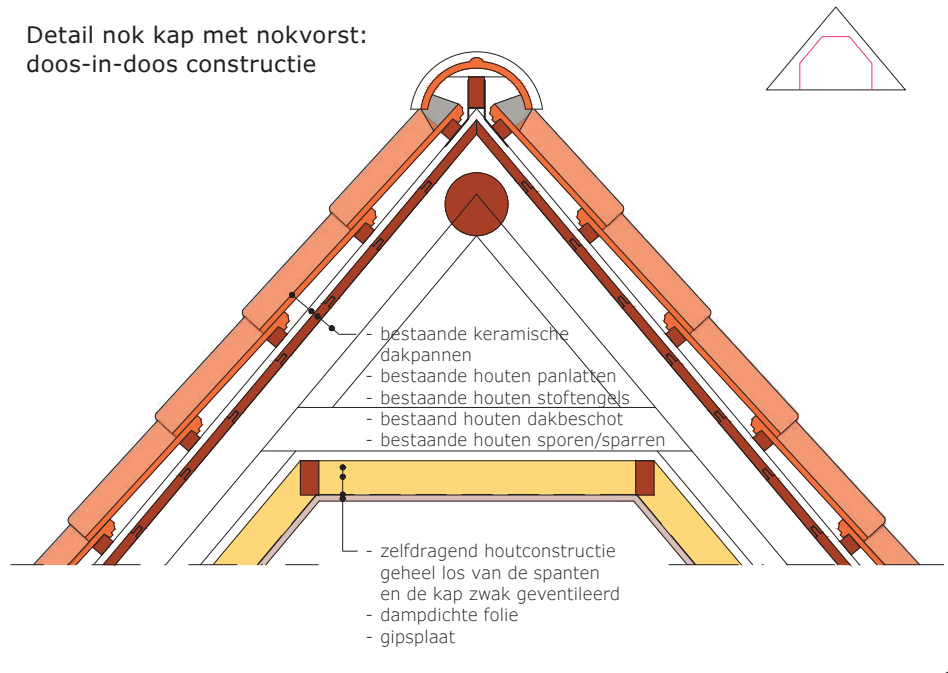 Detail nok kap met nokvorst:
doos-in-doos constructie
- bestaande keramische
dakpannen
- bestaande houten panlatten
- bestaande houten stoftengels
- bestaand houten dakbeschot
- bestaande houten sporen/sparren
- zelfdragend houtconstructie
geheel los van de spanten
en de kap zwak geventileerd
- dampdichte folie
- gipsplaat